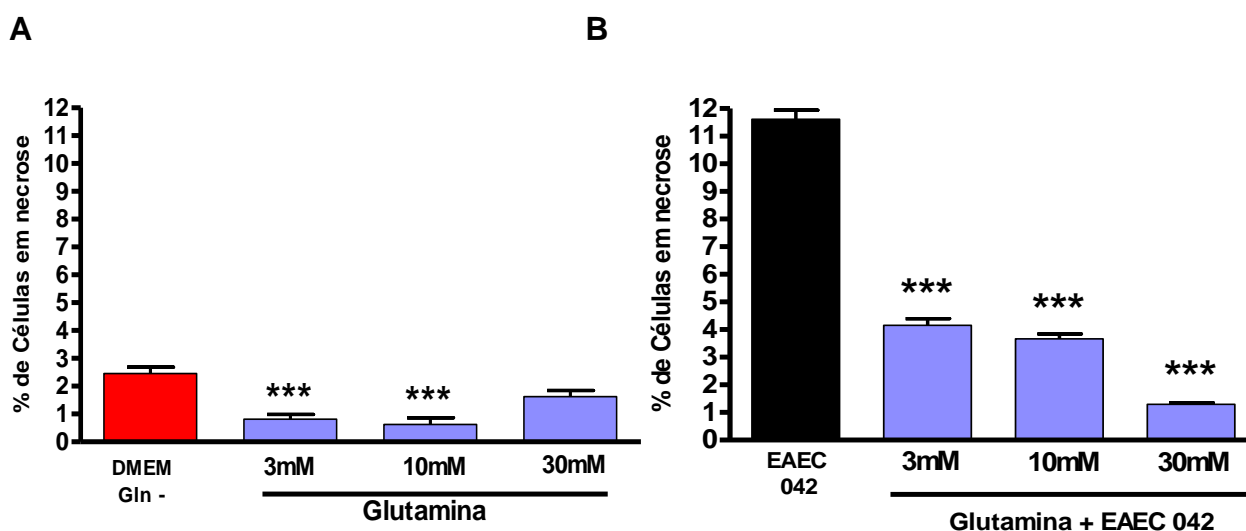 A
% de Células em necrose
12
11
10
9
8
7
6
5
4
3
2
1
0
***
***
DMEM
Gln -
3mM
10mM
30mM
Glutamina
B
% de Células em necrose
12
11
10
9
8
7
6
5
4
3
2
1
0
***
***
***
EAEC
042
3mM
10mM
30mM
Glutamina + EAEC 042